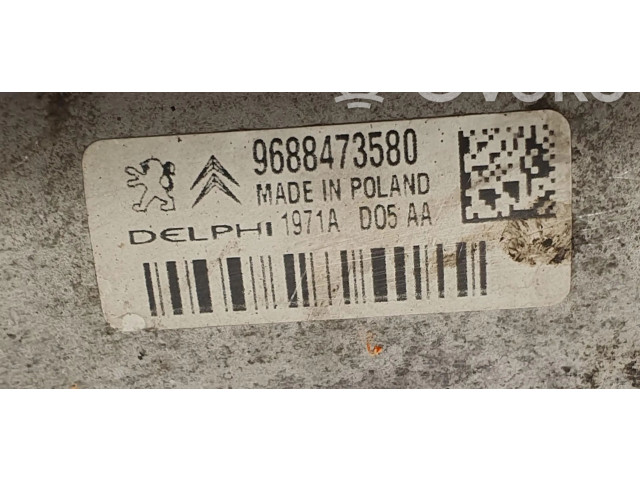 9688473580
MADE IN POLAND
DELPHI 1971A D05 AA